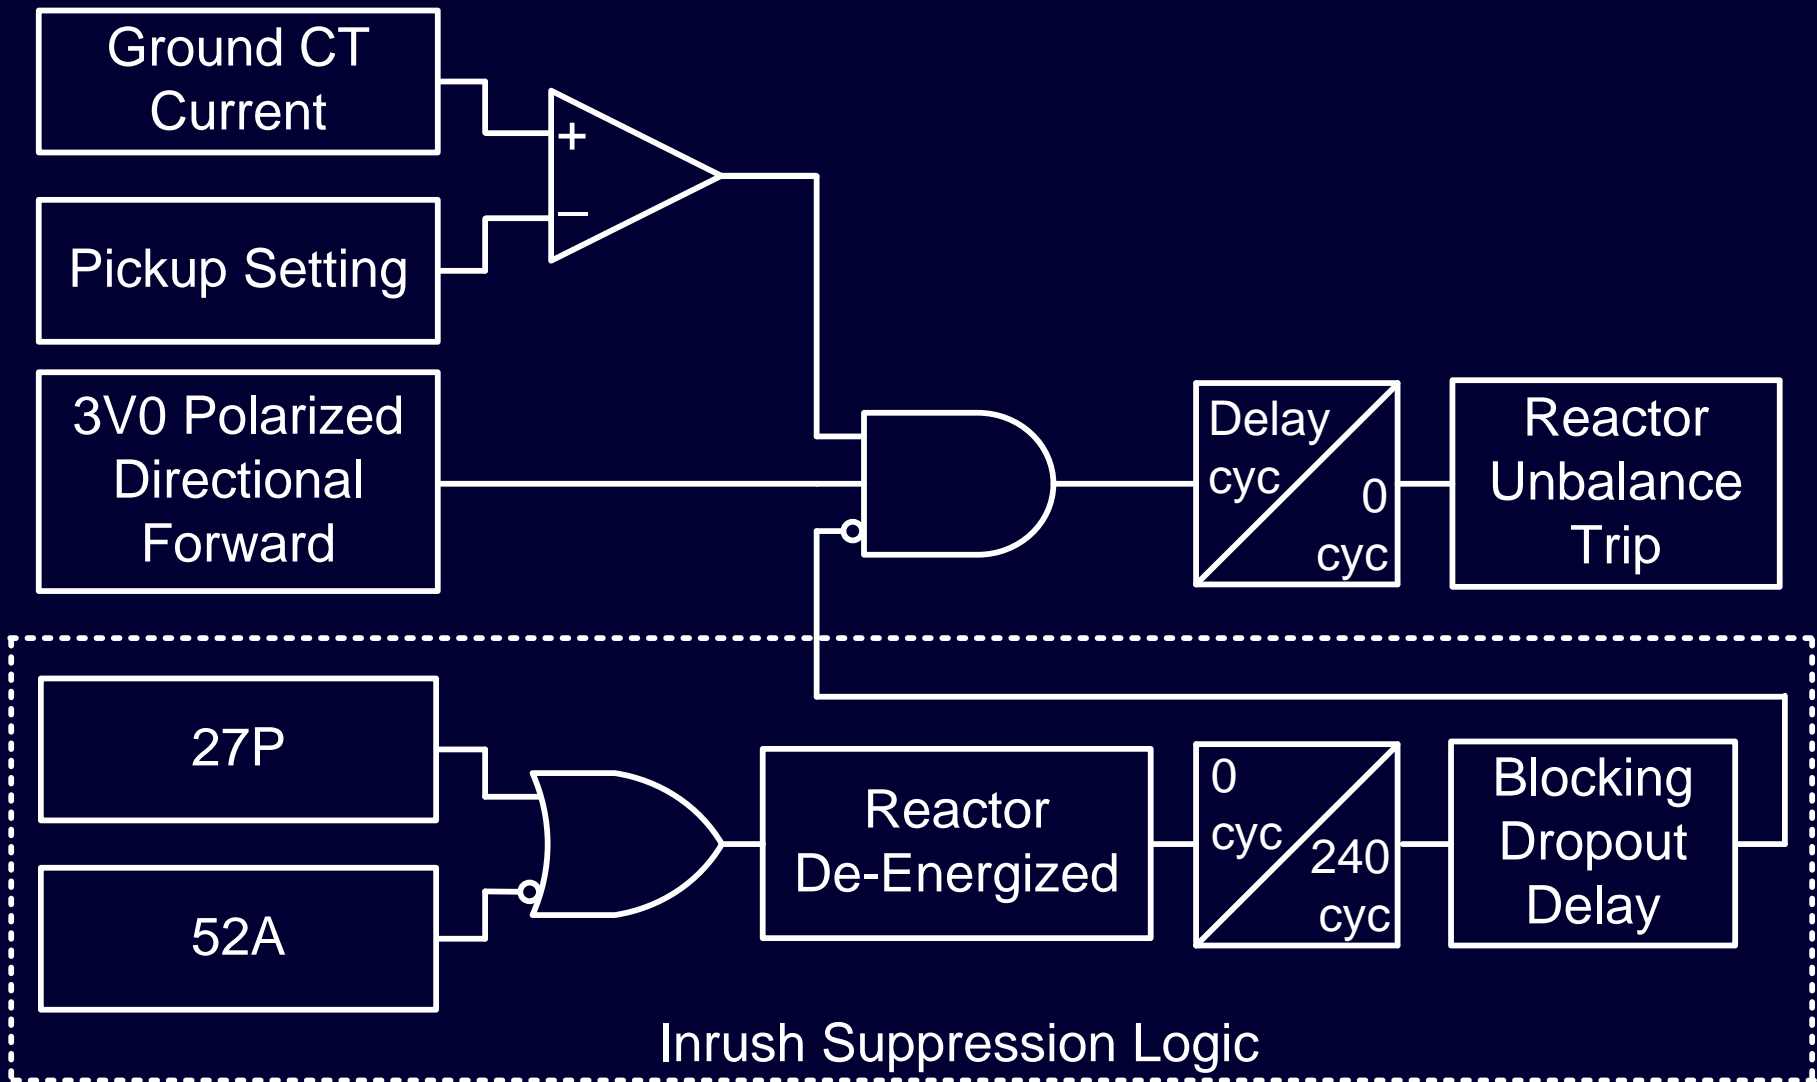 Ground CT
Current
+
–
Pickup Setting
3V0 Polarized
Directional
Forward
Delay
cyc
0
cyc
Reactor
Unbalance
Trip
27P
52A
Reactor
De-Energized
0
cyc
240
cyc
Blocking
Dropout
Delay
Inrush Suppression Logic